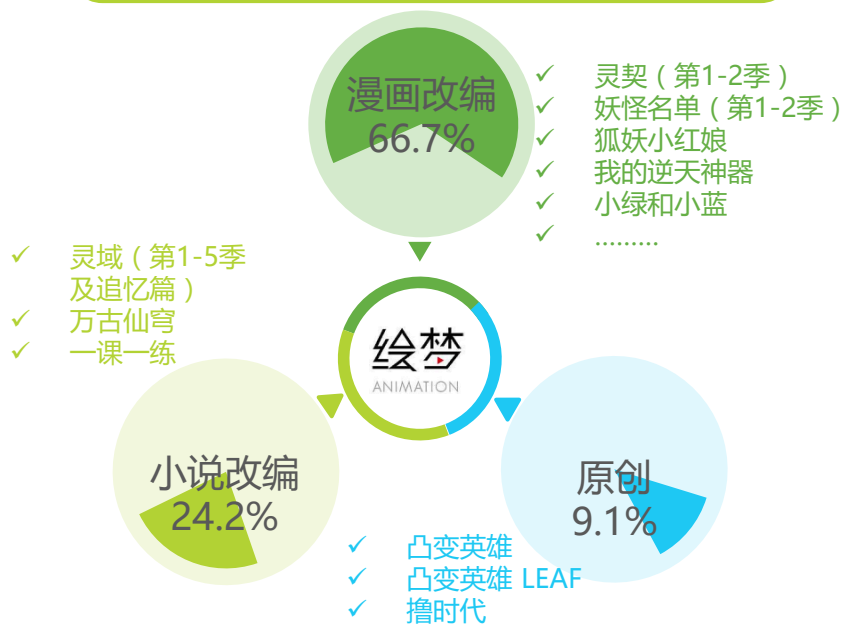 漫画改编
66.7%
✓ 灵契（第1-2季）
✓ 妖怪名单（第1-2季）
✓ 狐妖小红娘
✓ 我的逆天神器
✓ 小绿和小蓝
✓ .........
✓ 灵域（第1-5季
及追忆篇）
✓ 万古仙穹
✓ 一课一练
绘梦
ANIMATION
小说改编
24.2%
原创
9.1%
✓ 凸变英雄
✓ 凸变英雄 LEAF
✓ 撸时代